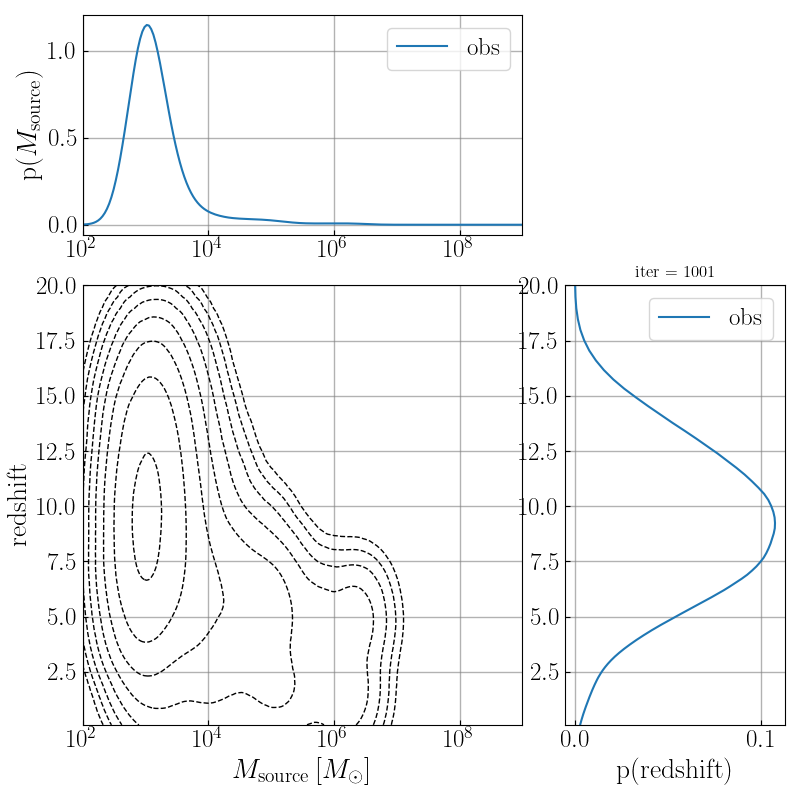 1.0
0.5
0.0
p(M_source)
obs
10^2 10^4 10^6 10^8
iter = 1001
20.0
17.5
15.0
12.5
10.0
7.5
5.0
2.5
redshift
10^2 10^4 10^6 10^8
M_source [M_⊙]
20.0
17.5
15.0
12.5
10.0
7.5
5.0
2.5
obs
0.0 0.1
p(redshift)